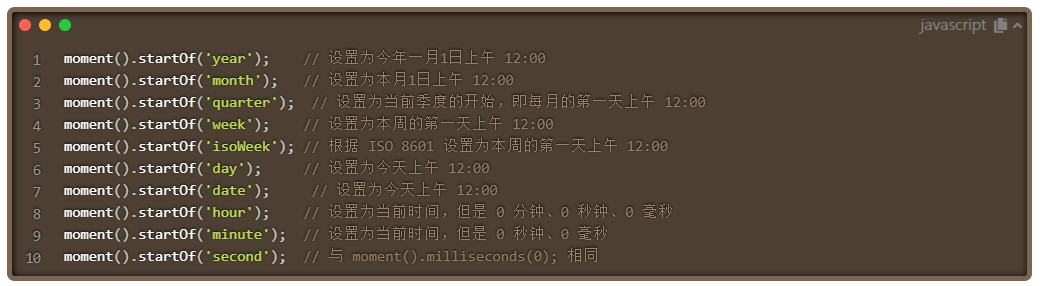 javascript
1 moment().startOf('year');    // 设置为今年一月1日上午 12:00
2 moment().startOf('month');   // 设置为本月1日上午 12:00
3 moment().startOf('quarter');  // 设置为当前季度的开始，即每月的第一天上午 12:00
4 moment().startOf('week');    // 设置为本周的第一天上午 12:00
5 moment().startOf('isoWeek'); // 根据 ISO 8601 设置为本周的第一天上午 12:00
6 moment().startOf('day');     // 设置为今天上午 12:00
7 moment().startOf('date');     // 设置为今天上午 12:00
8 moment().startOf('hour');    // 设置为当前时间，但是 0 分钟、0 秒钟、0 毫秒
9 moment().startOf('minute');  // 设置为当前时间，但是 0 秒钟、0 毫秒
10 moment().startOf('second');  // 与 moment().milliseconds(0); 相同